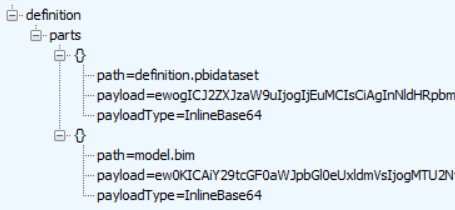 definition
parts
{}
path=definition.pbidataset
payload=ewogICJ2ZXJzaW9uIjogIjEuMCIsCiAgInNldHRpbm
payloadType=InlineBase64
{}
path=model.bim
payload=ew0KICAiY29tcGF0aWJpbGl0eUxldmVsIjogMTU2N
payloadType=InlineBase64